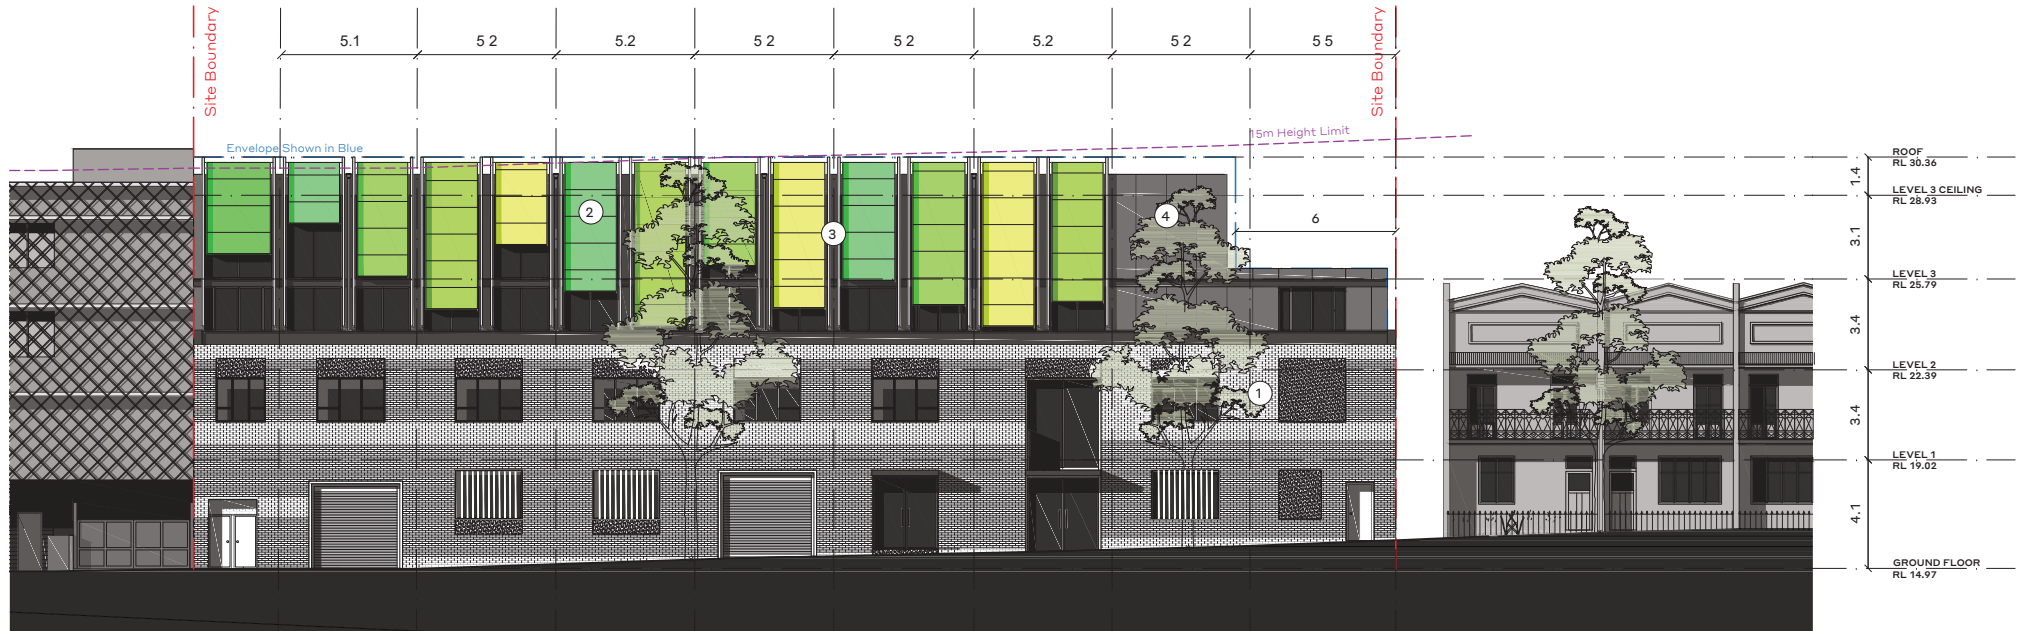 Site Boundary
Site Boundary
5.1
5 2
5.2
5 2
5 2
5.2
5 2
5 5
15m Height Limit
Envelope Shown in Blue
ROOF
RL 30.36
1.4
LEVEL 3 CEILING
RL 28.93
2
4
6
3
3.1
LEVEL 3
RL 25.79
3.4
LEVEL 2
RL 22.39
1
3.4
LEVEL 1
RL 19.02
4.1
GROUND FLOOR
RL 14.97